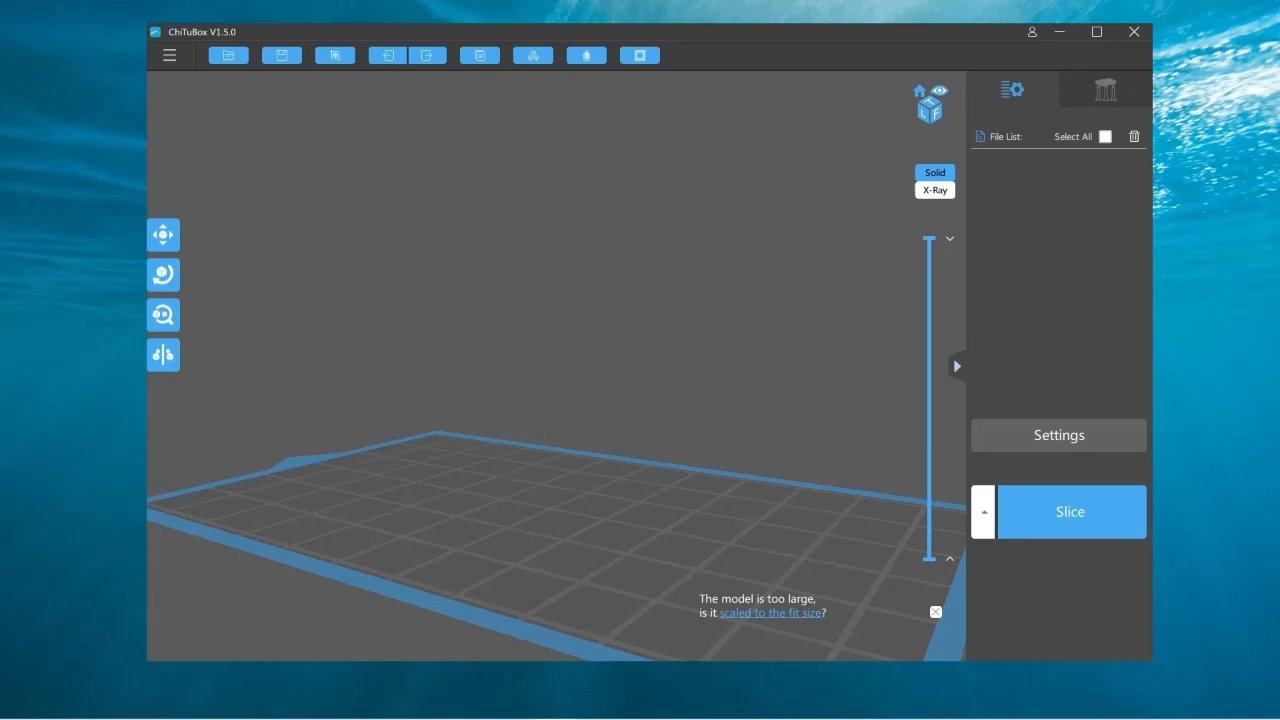 ChiTuBox V1.5.0
T
L F
File List: Select All
Solid
X-Ray
Settings
Slice
The model is too large,
is it scaled to the fit size?